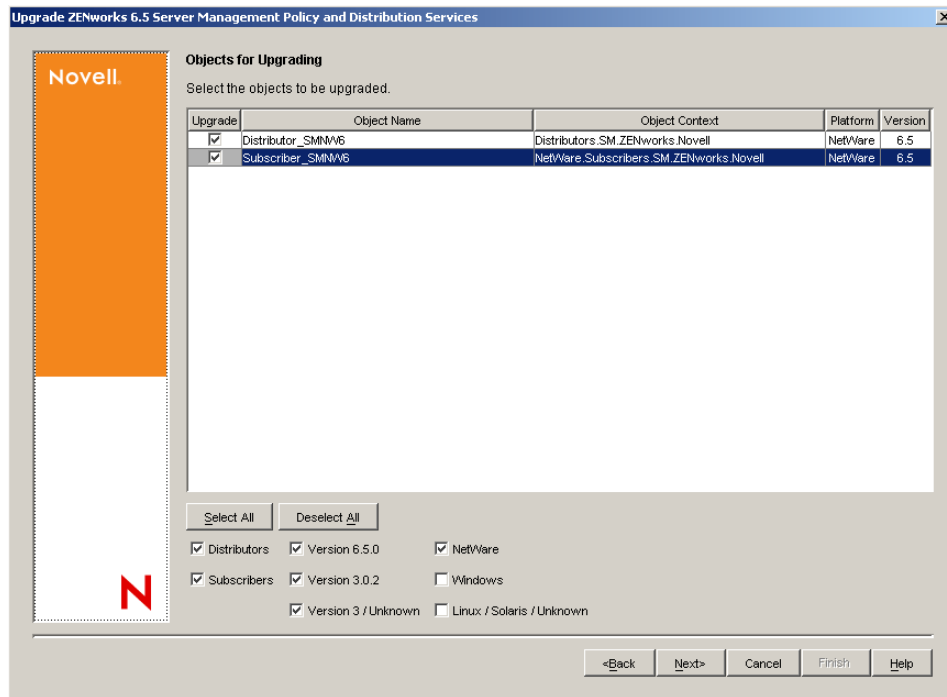 Upgrade ZENworks 6.5 Server Management Policy and Distribution Services
Novell.
Objects for Upgrading
Select the objects to be upgraded.
Upgrade Object Name Object Context Platform Version
Distributor_SMNW6 Distributors.SM.ZENworks.Novell NetWare 6.5
Subscriber_SMNW6 NetWare.Subscribers.SM.ZENworks.Novell NetWare 6.5
Select All Deselect All
Distributors Version 6.5.0 NetWare
Subscribers Version 3.0.2 Windows
Version 3 / Unknown Linux / Solaris / Unknown
N
«Back Next» Cancel Finish Help